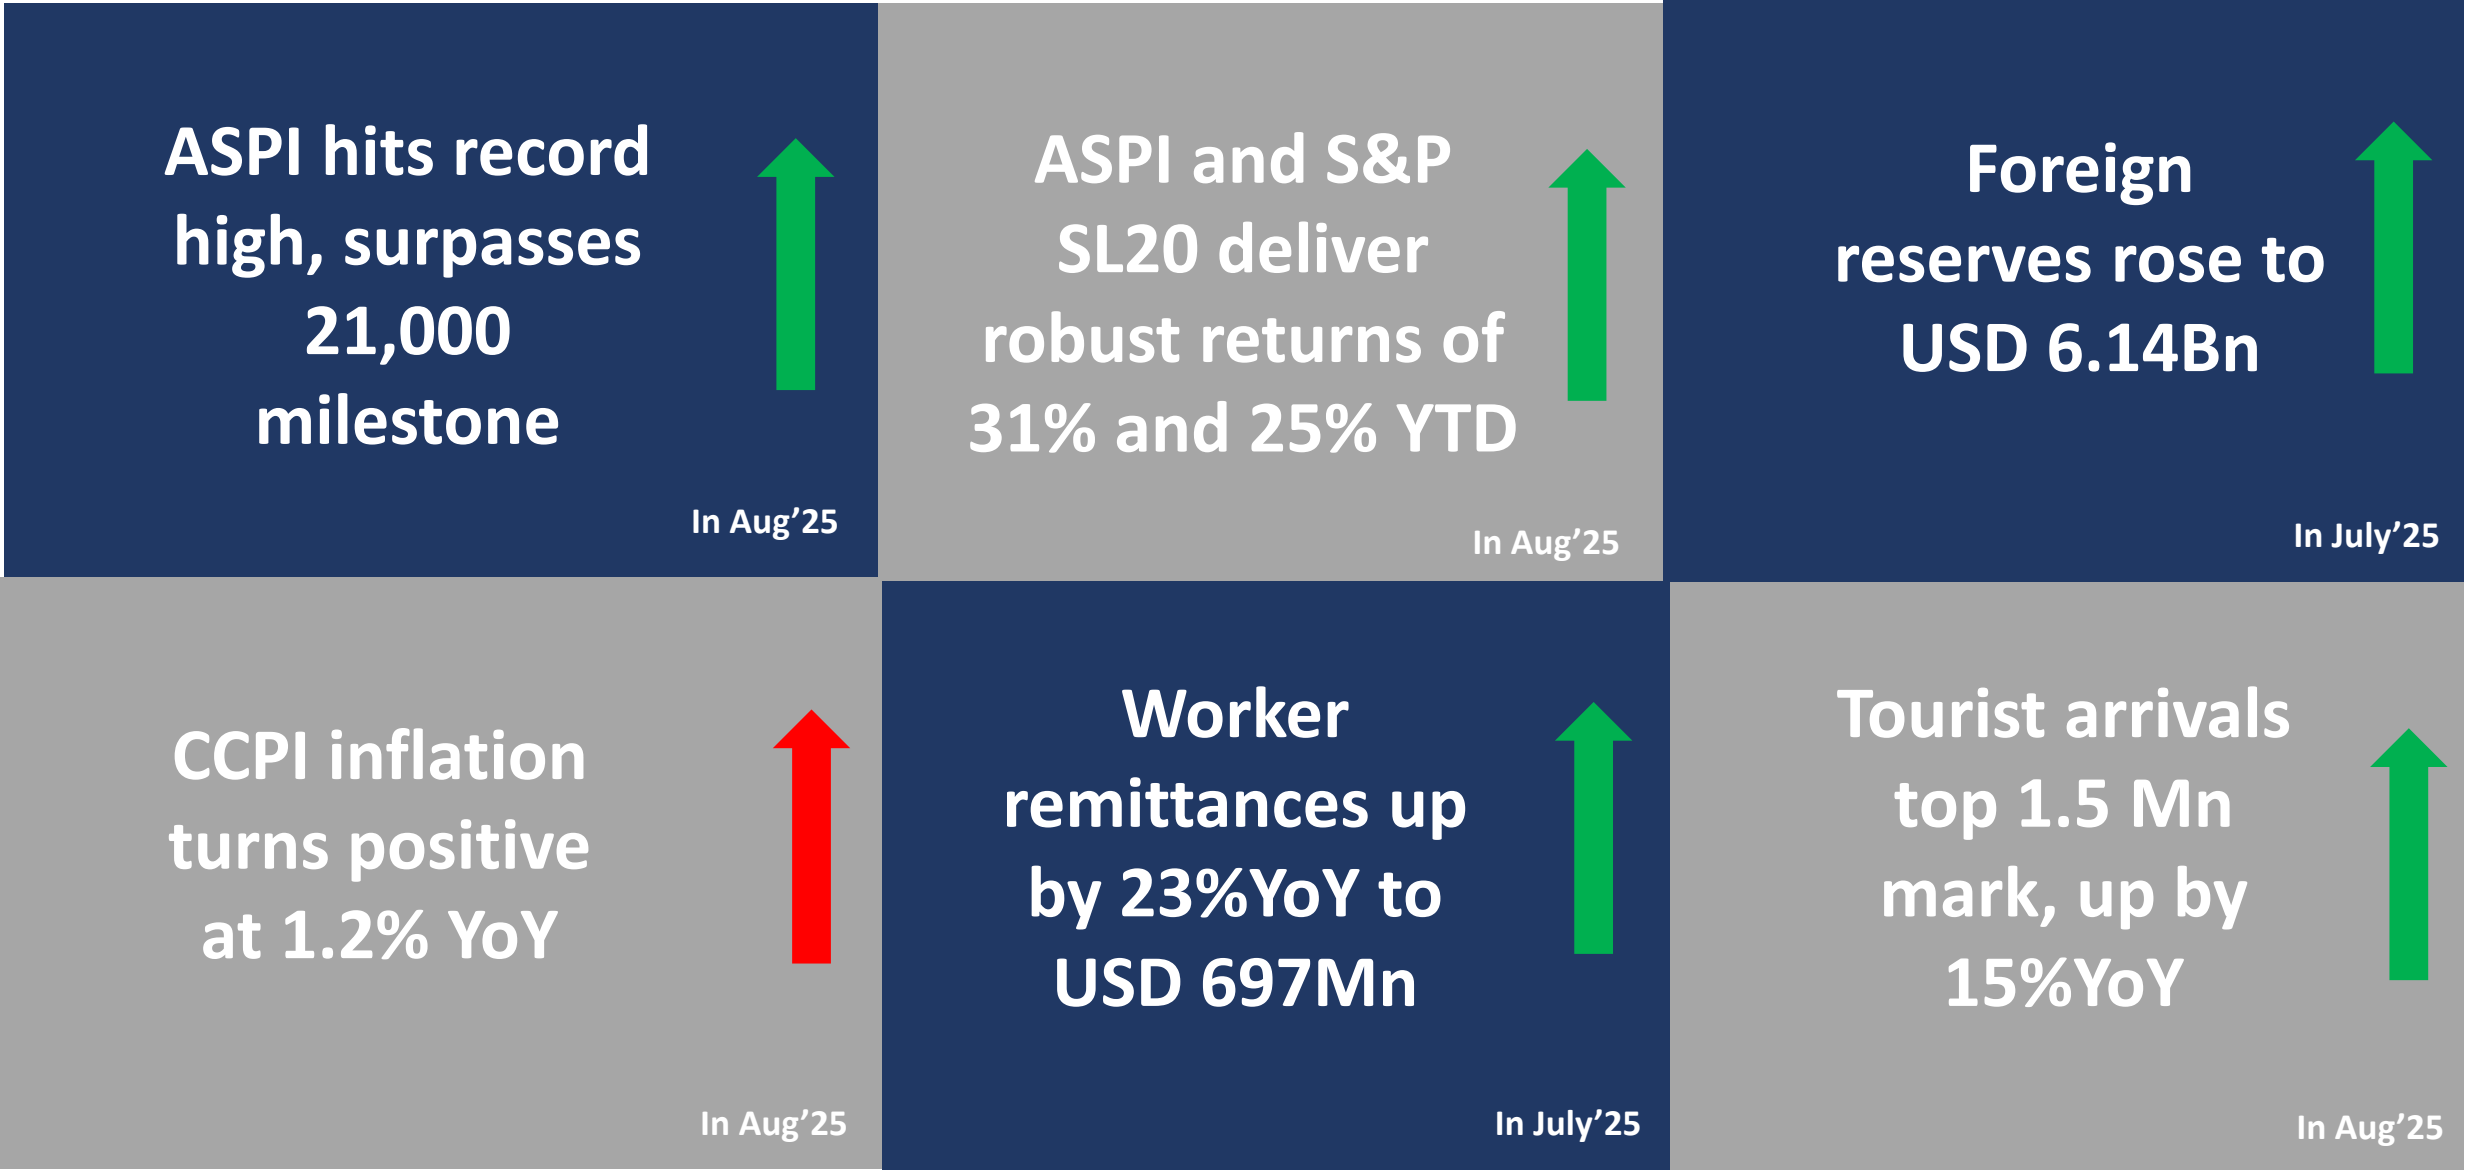 ASPI hits record
high, surpasses
21,000
milestone
In Aug’25
ASPI and S&P
SL20 deliver
robust returns of
31% and 25% YTD
In Aug’25
Foreign
reserves rose to
USD 6.14Bn
In July’25
CCPI inflation
turns positive
at 1.2% YoY
In Aug’25
Worker
remittances up
by 23%YoY to
USD 697Mn
In July’25
Tourist arrivals
top 1.5 Mn
mark, up by
15%YoY
In Aug’25